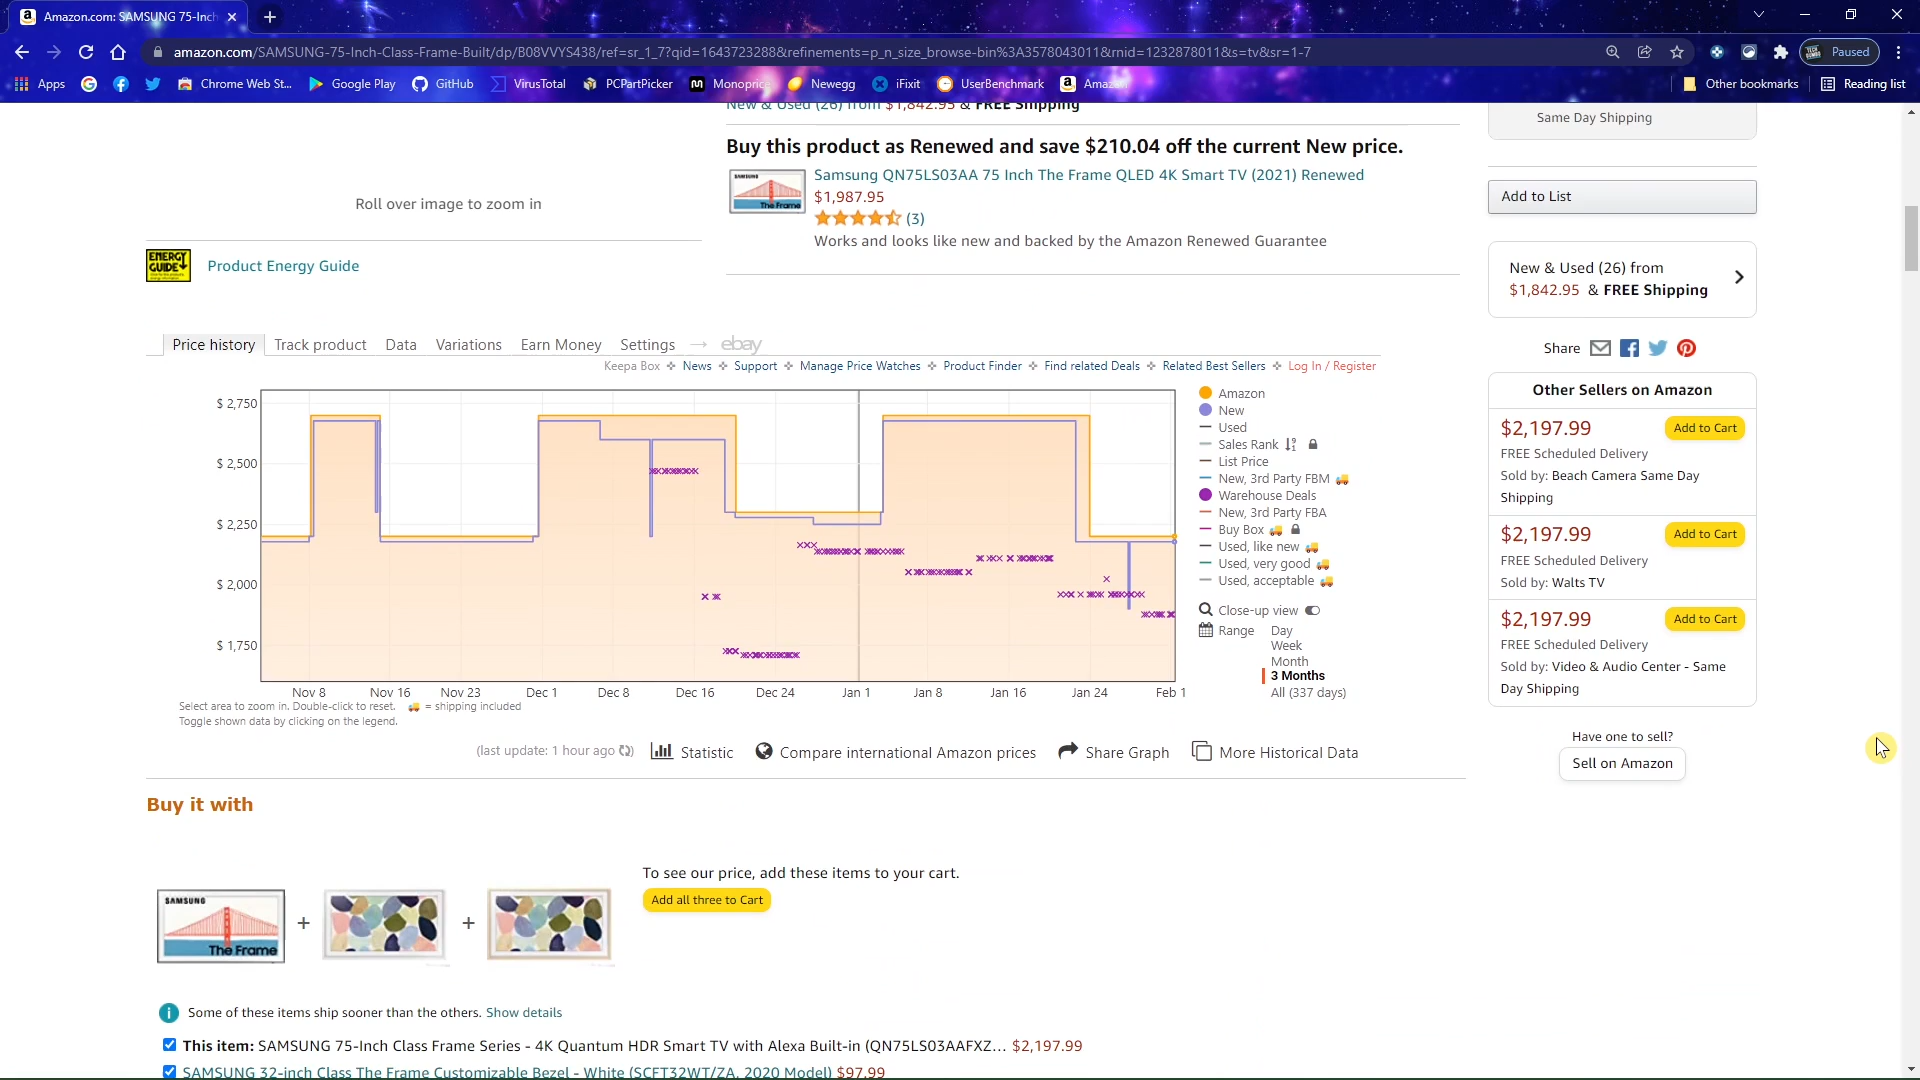 Amazon.com: SAMSUNG 75-Inch
amazon.com/SAMSUNG-75-Inch-Class-Frame-Built/dp/B08VVYS438/ref=sr_1_7?qid=1643723288&refinements=p_n_size_browse-bin%3A3578043011&rnid=1232878011&s=tv&sr=1-7
Paused
Apps
Chrome Web St...
Google Play
GitHub
VirusTotal
PCPartPicker
Monoprice
Newegg
iFixit
UserBenchmark
Amazon
Other bookmarks
Reading list
New & Used (26) from $1,842.95 & FREE Shipping
Buy this product as Renewed and save $210.04 off the current New price.
Samsung QN75LS03AA 75 Inch The Frame QLED 4K Smart TV (2021) Renewed
$1,987.95
(3)
Works and looks like new and backed by the Amazon Renewed Guarantee
SAMSUNG
The Frame
Roll over image to zoom in
ENERGY
GUIDE
Product Energy Guide
Same Day Shipping
Add to List
New & Used (26) from
$1,842.95 & FREE Shipping
Share
Price history Track product Data Variations Earn Money Settings → ebay
Keepa Box News Support Manage Price Watches Product Finder Find related Deals Related Best Sellers Log In / Register
$ 2,750
$ 2,500
$ 2,250
$ 2,000
$ 1,750
Nov 8 Nov 16 Nov 23 Dec 1 Dec 8 Dec 16 Dec 24 Jan 1 Jan 8 Jan 16 Jan 24 Feb 1
Amazon
New
Used
Sales Rank
List Price
New, 3rd Party FBM
Warehouse Deals
New, 3rd Party FBA
Buy Box
Used, like new
Used, very good
Used, acceptable
Close-up view
Range
Day
Week
Month
3 Months
All (337 days)
Select area to zoom in. Double-click to reset. = shipping included
Toggle shown data by clicking on the legend.
(last update: 1 hour ago) Statistic Compare international Amazon prices Share Graph More Historical Data
Other Sellers on Amazon
$2,197.99 Add to Cart
FREE Scheduled Delivery
Sold by: Beach Camera Same Day
Shipping
$2,197.99 Add to Cart
FREE Scheduled Delivery
Sold by: Walts TV
$2,197.99 Add to Cart
FREE Scheduled Delivery
Sold by: Video & Audio Center - Same
Day Shipping
Have one to sell?
Sell on Amazon
Buy it with
SAMSUNG
The Frame
+
+
To see our price, add these items to your cart.
Add all three to Cart
i Some of these items ship sooner than the others. Show details
This item: SAMSUNG 75-Inch Class Frame Series - 4K Quantum HDR Smart TV with Alexa Built-in (QN75LS03AAFXZ... $2,197.99
SAMSUNG 32-inch Class The Frame Customizable Bezel - White (SCFT32WT/ZA, 2020 Model) $97.99